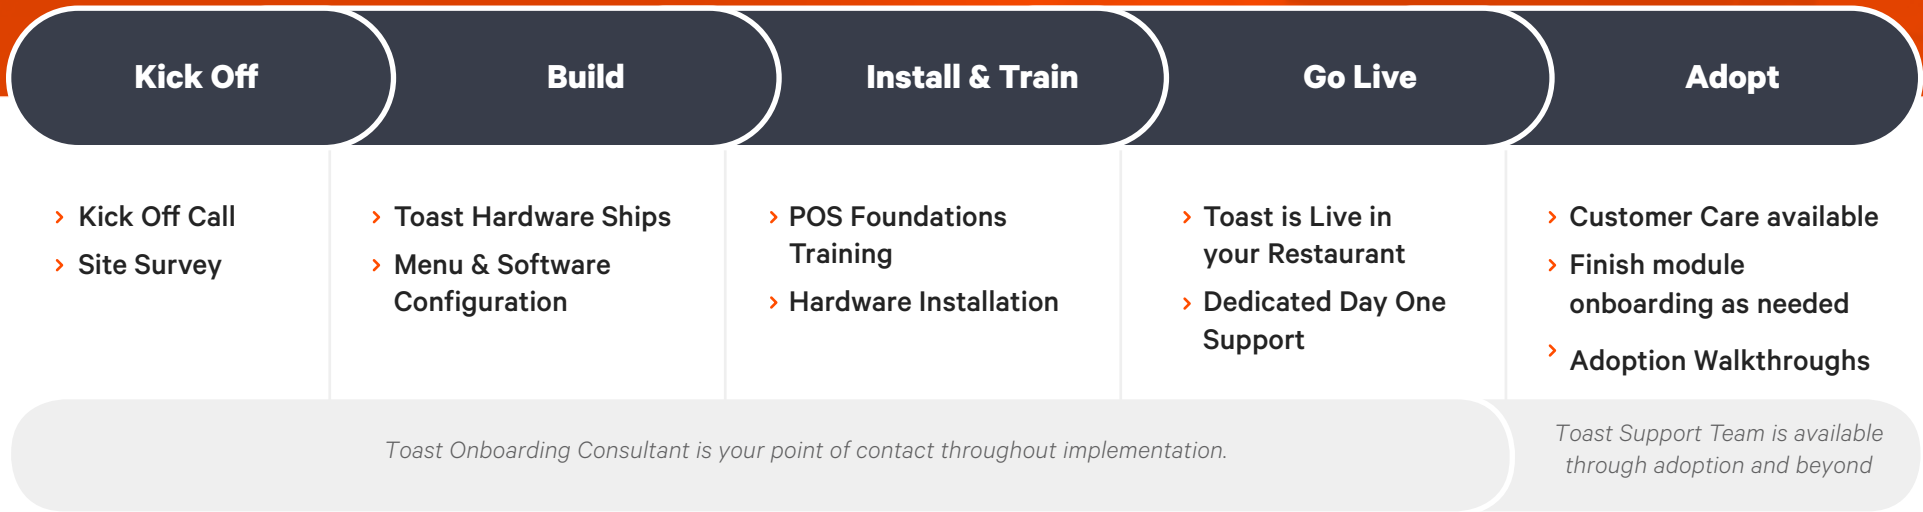 Kick Off
Build
Install & Train
Go Live
Adopt
› Kick Off Call
› Site Survey
› Toast Hardware Ships
› Menu & Software
Configuration
› POS Foundations
Training
› Hardware Installation
› Toast is Live in
your Restaurant
› Dedicated Day One
Support
› Customer Care available
› Finish module
onboarding as needed
› Adoption Walkthroughs
Toast Onboarding Consultant is your point of contact throughout implementation.
Toast Support Team is available
through adoption and beyond